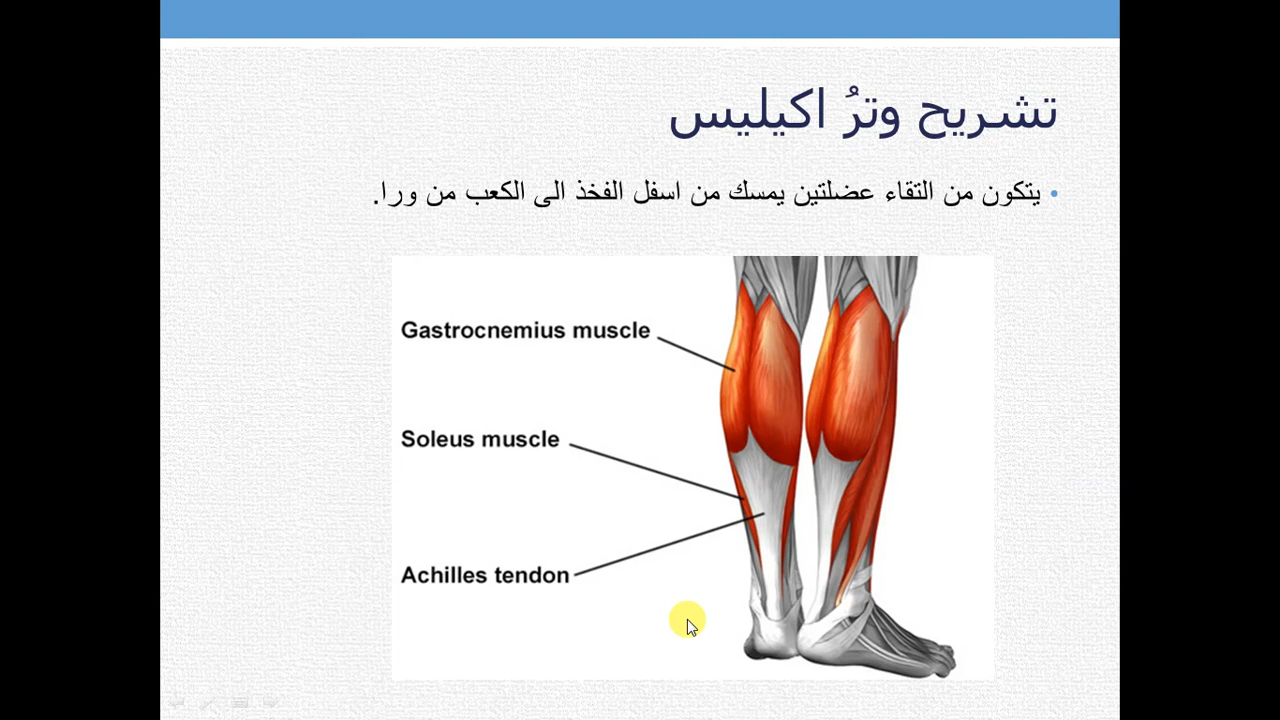 تشريح وترُ اكيليس
• يتكون من التقاء عضلتين يمسك من اسفل الفخذ الى الكعب من ورا.
Gastrocnemius muscle
Soleus muscle
Achilles tendon